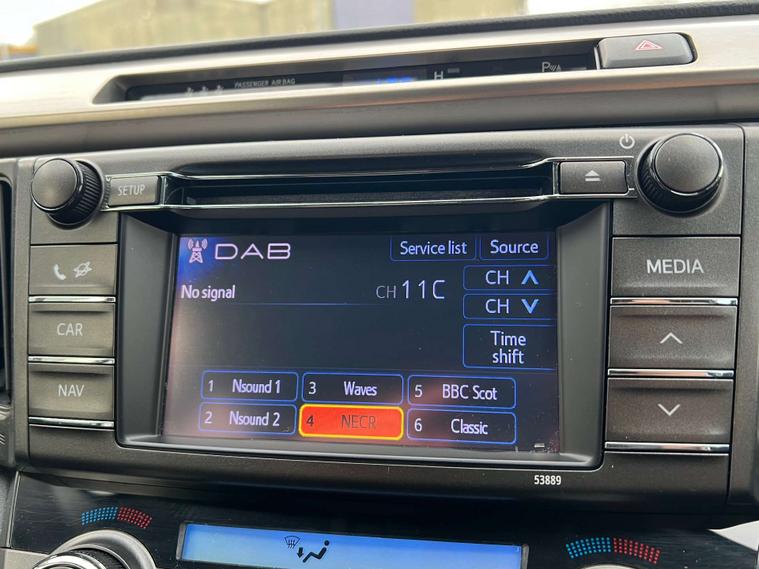 PASSENGER AIR BAG
H
SETUP
DAB
Service list
Source
No signal
CH 11C
CH
CH
Time
shift
1 Nsound 1
3 Waves
5 BBC Scot
2 Nsound 2
4 NECR
6 Classic
CAR
NAV
MEDIA
53889